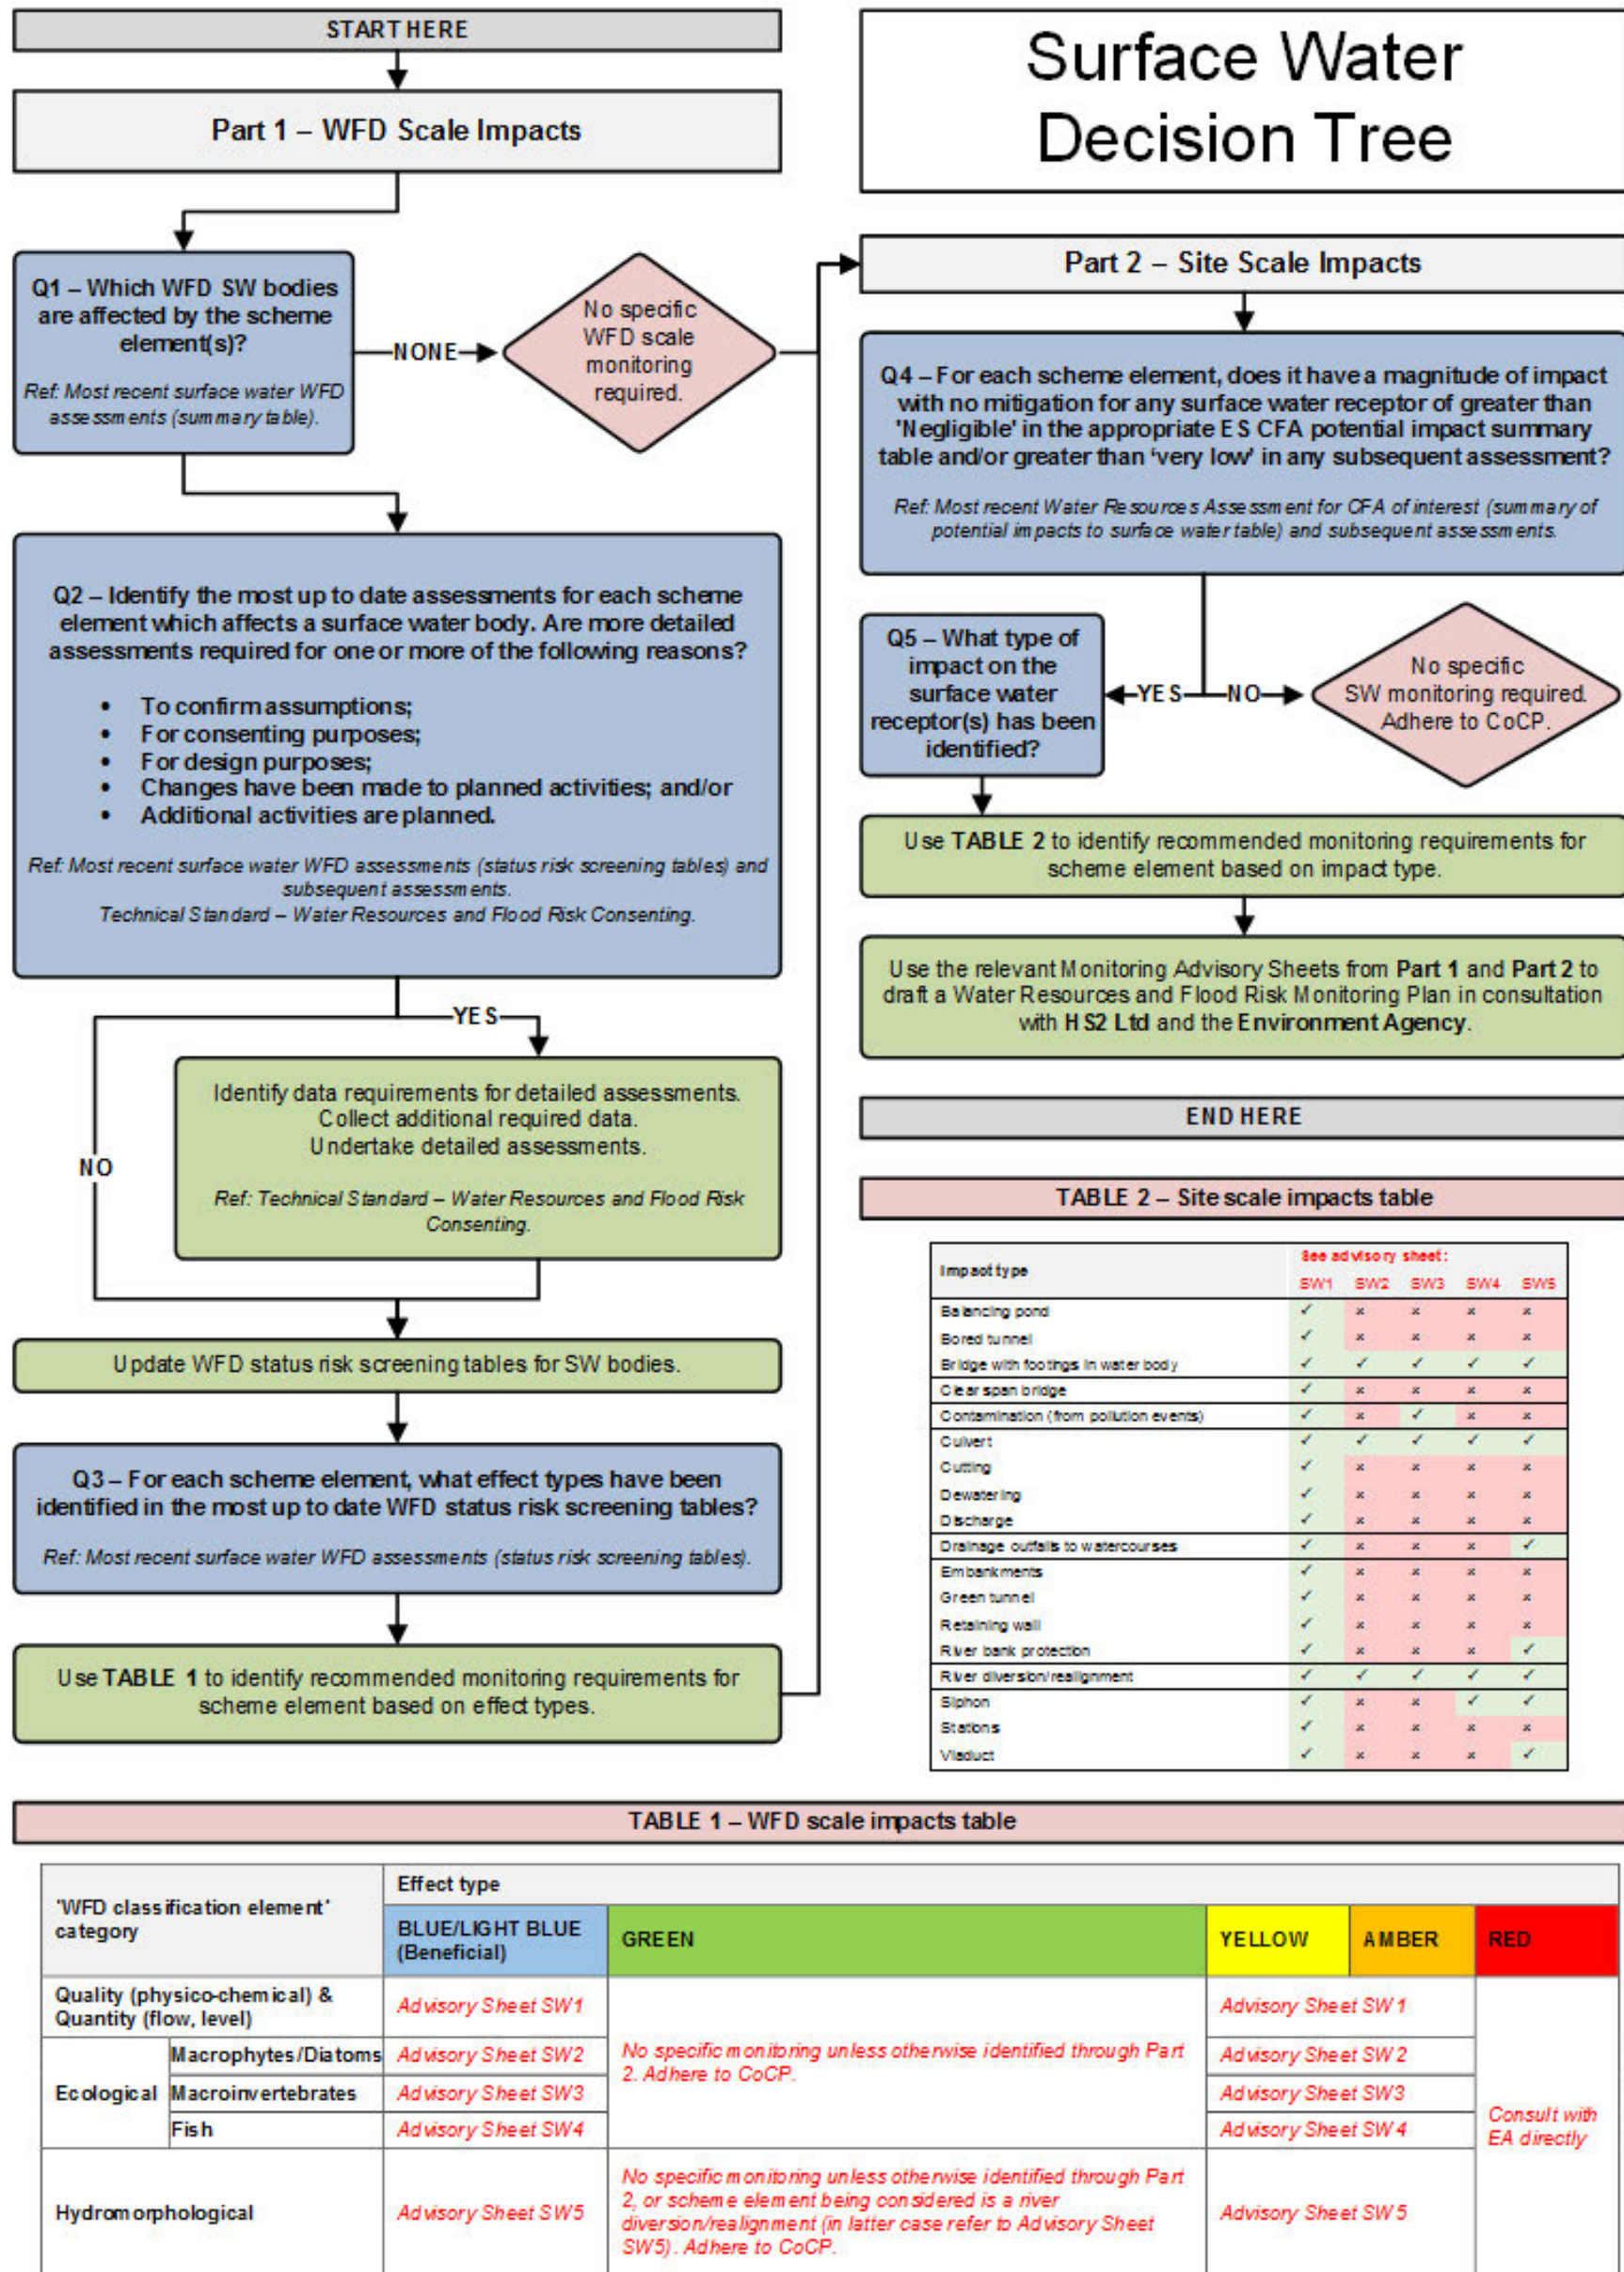 START HERE
Part 1 – WFD Scale Impacts
Q1 – Which WFD SW bodies
are affected by the scheme
element(s)?
Ref: Most recent surface water WFD
assessments (summary table).
NONE
No specific
WFD scale
monitoring
required.
Q2 – Identify the most up to date assessments for each scheme
element which affects a surface water body. Are more detailed
assessments required for one or more of the following reasons?
• To confirm assumptions;
• For consenting purposes;
• For design purposes;
• Changes have been made to planned activities; and/or
• Additional activities are planned.
Ref: Most recent surface water WFD assessments (status risk screening tables) and
subsequent assessments.
Technical Standard – Water Resources and Flood Risk Consenting.
YES
NO
Identify data requirements for detailed assessments.
Collect additional required data.
Undertake detailed assessments.
Ref: Technical Standard – Water Resources and Flood Risk
Consenting.
Update WFD status risk screening tables for SW bodies.
Q3 – For each scheme element, what effect types have been
identified in the most up to date WFD status risk screening tables?
Ref: Most recent surface water WFD assessments (status risk screening tables).
Use TABLE 1 to identify recommended monitoring requirements for
scheme element based on effect types.
Surface Water
Decision Tree
Part 2 – Site Scale Impacts
Q4 – For each scheme element, does it have a magnitude of impact
with no mitigation for any surface water receptor of greater than
'Negligible' in the appropriate ES CFA potential impact summary
table and/or greater than ‘very low’ in any subsequent assessment?
Ref: Most recent Water Resources Assessment for CFA of interest (summary of
potential impacts to surface water table) and subsequent assessments.
Q5 – What type of
impact on the
surface water
receptor(s) has been
identified?
YES NO
No specific
SW monitoring required.
Adhere to CoCP.
Use TABLE 2 to identify recommended monitoring requirements for
scheme element based on impact type.
Use the relevant Monitoring Advisory Sheets from Part 1 and Part 2 to
draft a Water Resources and Flood Risk Monitoring Plan in consultation
with HS2 Ltd and the Environment Agency.
END HERE
TABLE 2 – Site scale impacts table
Impact type See advisory sheet:
SW1 SW2 SW3 SW4 SW5
Balancing pond ✓ × × × ×
Bored tunnel ✓ × × × ×
Bridge with footings in water body ✓ ✓ ✓ ✓ ✓
Clear span bridge ✓ × × × ×
Contamination (from pollution events) ✓ × ✓ × ×
Culvert ✓ ✓ ✓ ✓ ✓
Cutting ✓ × × × ×
Dewatering ✓ × × × ×
Discharge ✓ × × × ×
Drainage outfalls to watercourses ✓ × × × ✓
Embankments ✓ × × × ×
Green tunnel ✓ × × × ×
Retaining wall ✓ × × × ×
River bank protection ✓ × × × ✓
River diversion/realignment ✓ ✓ ✓ ✓ ✓
Siphon ✓ × × ✓ ✓
Stations ✓ × × × ×
Viaduct ✓ × × × ✓
TABLE 1 – WFD scale impacts table
'WFD classification element'
category
Effect type
BLUE/LIGHT BLUE
(Beneficial)
GREEN
YELLOW
AMBER
RED
Quality (physico-chemical) &
Quantity (flow, level)
Advisory Sheet SW1
Advisory Sheet SW1
Ecological
Macrophytes/Diatoms
Advisory Sheet SW2
No specific monitoring unless otherwise identified through Part
2. Adhere to CoCP.
Advisory Sheet SW2
Macroinvertebrates
Advisory Sheet SW3
Advisory Sheet SW3
Fish
Advisory Sheet SW4
Advisory Sheet SW4
Consult with
EA directly
Hydromorphological
Advisory Sheet SW5
No specific monitoring unless otherwise identified through Part
2, or scheme element being considered is a river
diversion/realignment (in latter case refer to Advisory Sheet
SW5). Adhere to CoCP.
Advisory Sheet SW5